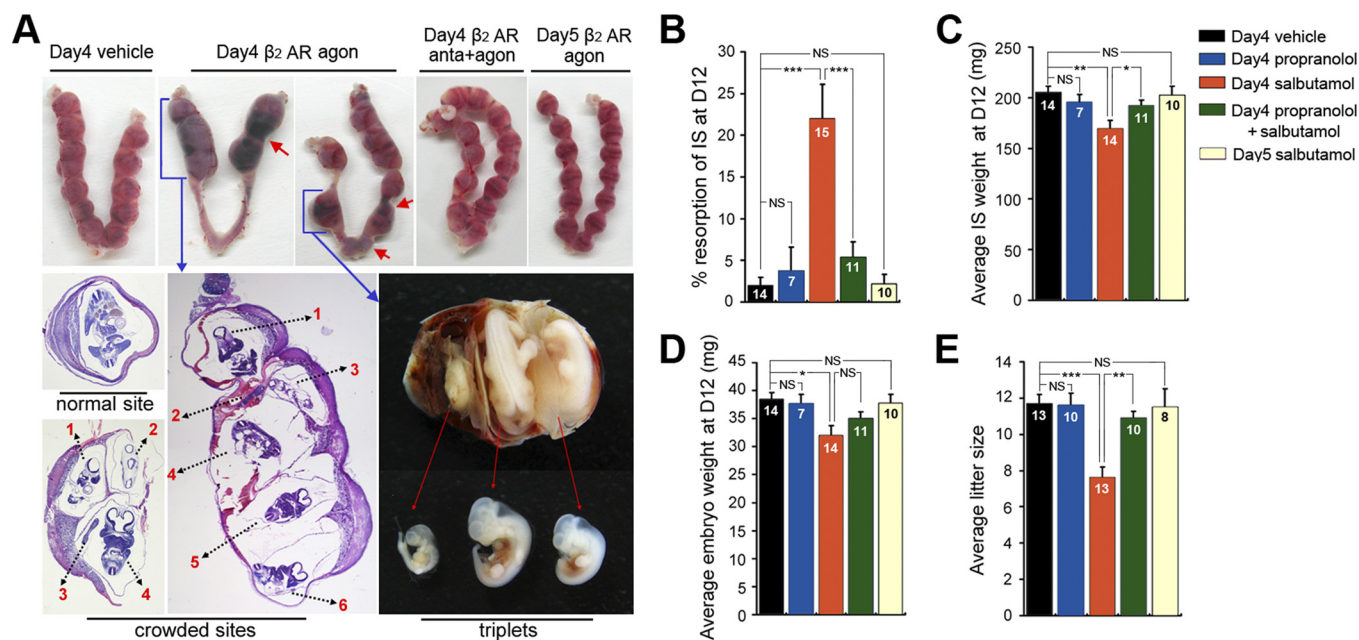 A
Day4 vehicle
Day4 β₂ AR agon
Day4 β₂ AR
anta+agon
Day5 β₂ AR
agon
normal site
1
2
3
4
1
2
3
4
5
6
crowded sites
triplets
B
% resorption of IS at D12
30
25
20
15
10
5
0
NS
***
***
NS
14
7
15
11
10
C
Average IS weight at D12 (mg)
250
200
150
100
50
0
NS
**
*
NS
14
7
14
11
10
Day4 vehicle
Day4 propranolol
Day4 salbutamol
Day4 propranolol
+ salbutamol
Day5 salbutamol
D
Average embryo weight at D12 (mg)
45
40
35
30
25
20
15
10
5
0
NS
*
NS
NS
14
7
14
11
10
E
Average litter size
14
12
10
8
6
4
2
0
NS
***
**
NS
13
10
13
10
8